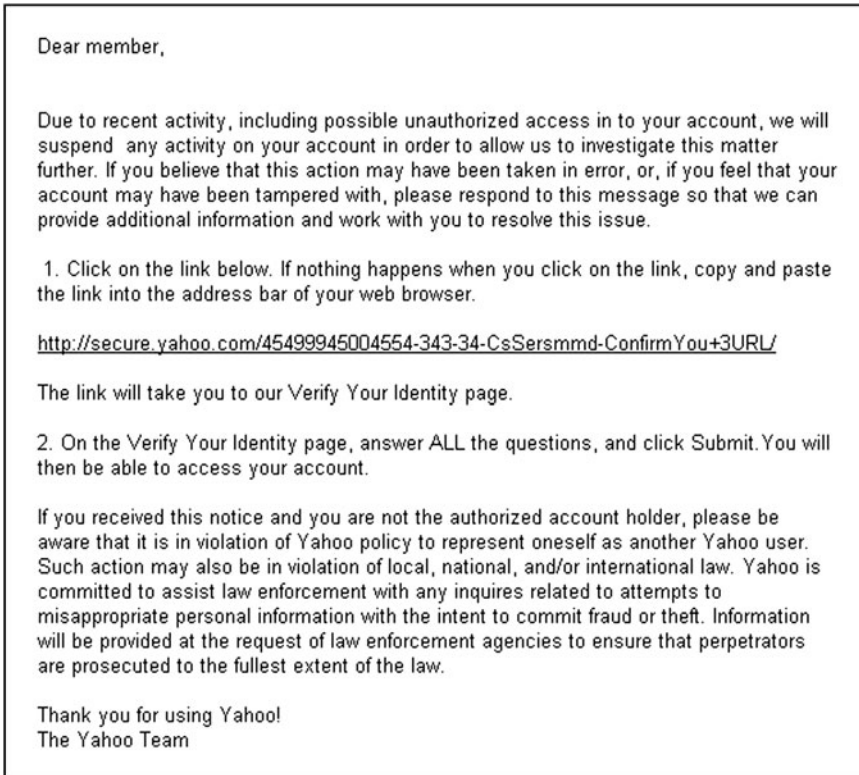 Dear member,
Due to recent activity, including possible unauthorized access in to your account, we will
suspend  any activity on your account in order to allow us to investigate this matter
further. If you believe that this action may have been taken in error, or, if you feel that your
account may have been tampered with, please respond to this message so that we can
provide additional information and work with you to resolve this issue.
1. Click on the link below. If nothing happens when you click on the link, copy and paste
the link into the address bar of your web browser.
http://secure.yahoo.com/45499945004554-343-34-CsSersmmd-ConfirmYou+3URL/
The link will take you to our Verify Your Identity page.
2. On the Verify Your Identity page, answer ALL the questions, and click Submit.You will
then be able to access your account.
If you received this notice and you are not the authorized account holder, please be
aware that it is in violation of Yahoo policy to represent oneself as another Yahoo user.
Such action may also be in violation of local, national, and/or international law. Yahoo is
committed to assist law enforcement with any inquires related to attempts to
misappropriate personal information with the intent to commit fraud or theft. Information
will be provided at the request of law enforcement agencies to ensure that perpetrators
are prosecuted to the fullest extent of the law.
Thank you for using Yahoo!
The Yahoo Team